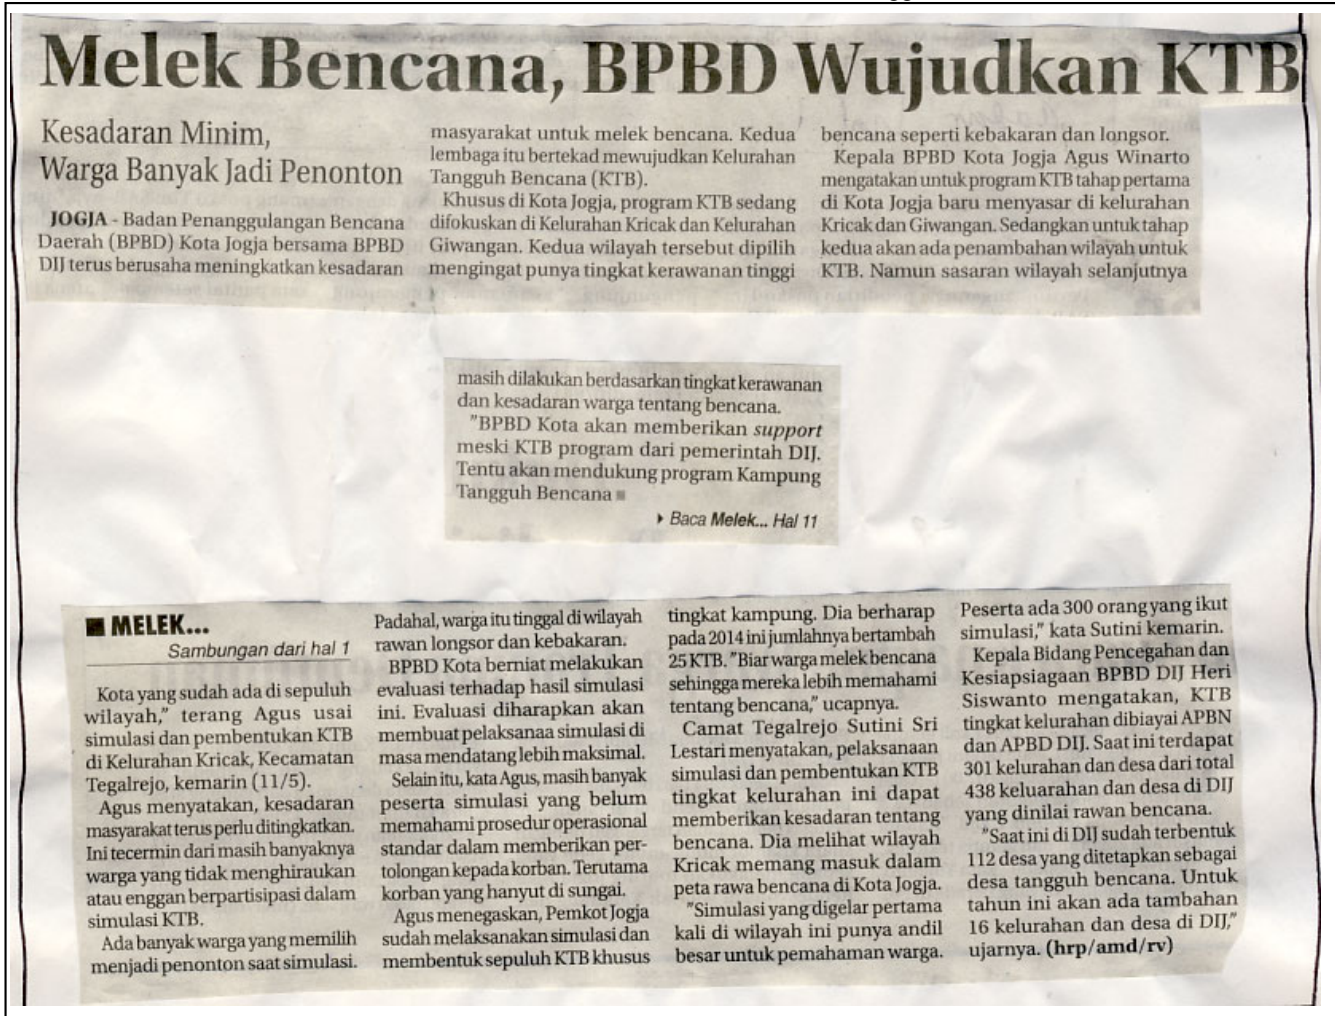 Melek Bencana, BPBD Wujudkan KTB
Kesadaran Minim,
Warga Banyak Jadi Penonton
JOGJA - Badan Penanggulangan Bencana
Daerah (BPBD) Kota Jogja bersama BPBD
DIJ terus berusaha meningkatkan kesadaran
masyarakat untuk melek bencana. Kedua
lembaga itu bertekad mewujudkan Kelurahan
Tangguh Bencana (KTB).
Khusus di Kota Jogja, program KTB sedang
difokuskan di Kelurahan Kricak dan Kelurahan
Giwangan. Kedua wilayah tersebut dipilih
mengingat punya tingkat kerawanan tinggi
bencana seperti kebakaran dan longsor.
Kepala BPBD Kota Jogja Agus Winarto
mengatakan untuk program KTB tahap pertama
di Kota Jogja baru menyasar di kelurahan
Kricak dan Giwangan. Sedangkan untuk tahap
kedua akan ada penambahan wilayah untuk
KTB. Namun sasaran wilayah selanjutnya
masih dilakukan berdasarkan tingkat kerawanan
dan kesadaran warga tentang bencana.
"BPBD Kota akan memberikan support
meski KTB program dari pemerintah DIJ.
Tentu akan mendukung program Kampung
Tangguh Bencana ■
▶ Baca Melek... Hal 11
■ MELEK...
Sambungan dari hal 1
Kota yang sudah ada di sepuluh
wilayah," terang Agus usai
simulasi dan pembentukan KTB
di Kelurahan Kricak, Kecamatan
Tegalrejo, kemarin (11/5).
Agus menyatakan, kesadaran
masyarakat terus perlu ditingkatkan.
Ini tecermin dari masih banyaknya
warga yang tidak menghiraukan
atau enggan berpartisipasi dalam
simulasi KTB.
Ada banyak warga yang memilih
menjadi penonton saat simulasi.
Padahal, warga itu tinggal di wilayah
rawan longsor dan kebakaran.
BPBD Kota berniat melakukan
evaluasi terhadap hasil simulasi
ini. Evaluasi diharapkan akan
membuat pelaksanaa simulasi di
masa mendatang lebih maksimal.
Selain itu, kata Agus, masih banyak
peserta simulasi yang belum
memahami prosedur operasional
standar dalam memberikan per-
tolongan kepada korban. Terutama
korban yang hanyut di sungai.
Agus menegaskan, Pemkot Jogja
sudah melaksanakan simulasi dan
membentuk sepuluh KTB khusus
tingkat kampung. Dia berharap
pada 2014 ini jumlahnya bertambah
25 KTB. "Biar warga melek bencana
sehingga mereka lebih memahami
tentang bencana," ucapnya.
Camat Tegalrejo Sutini Sri
Lestari menyatakan, pelaksanaan
simulasi dan pembentukan KTB
tingkat kelurahan ini dapat
memberikan kesadaran tentang
bencana. Dia melihat wilayah
Kricak memang masuk dalam
peta rawa bencana di Kota Jogja.
"Simulasi yang digelar pertama
kali di wilayah ini punya andil
besar untuk pemahaman warga.
Peserta ada 300 orang yang ikut
simulasi," kata Sutini kemarin.
Kepala Bidang Pencegahan dan
Kesiapsiagaan BPBD DIJ Heri
Siswanto mengatakan, KTB
tingkat kelurahan dibiayai APBN
dan APBD DIJ. Saat ini terdapat
301 kelurahan dan desa dari total
438 keluarahan dan desa di DIJ
yang dinilai rawan bencana.
"Saat ini di DIJ sudah terbentuk
112 desa yang ditetapkan sebagai
desa tangguh bencana. Untuk
tahun ini akan ada tambahan
16 kelurahan dan desa di DIJ,"
ujarnya. (hrp/amd/rv)